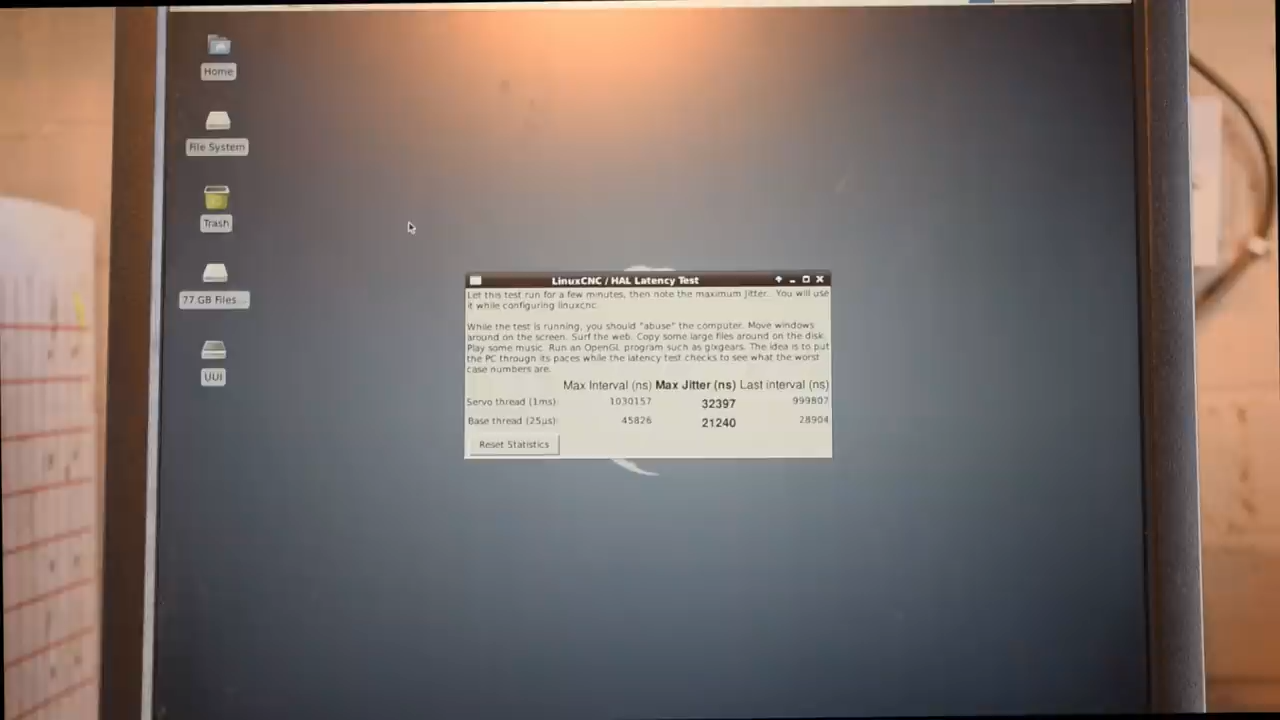 Home
File System
Trash
77 GB Files...
UUI
LinuxCNC / HAL Latency Test
Let this test run for a few minutes, then note the maximum Jitter. You will use
it while configuring linuxcnc.
While the test is running, you should "abuse" the computer. Move windows
around on the screen. Surf the web. Copy some large files around on the disk.
Play some music. Run an OpenGL program such as glxgears. The idea is to put
the PC through its paces while the latency test checks to see what the worst
case numbers are.
Max Interval (ns) Max Jitter (ns) Last interval (ns)
Servo thread (1ms): 1030157 32397 999807
Base thread (25µs): 45826 21240 28904
Reset Statistics